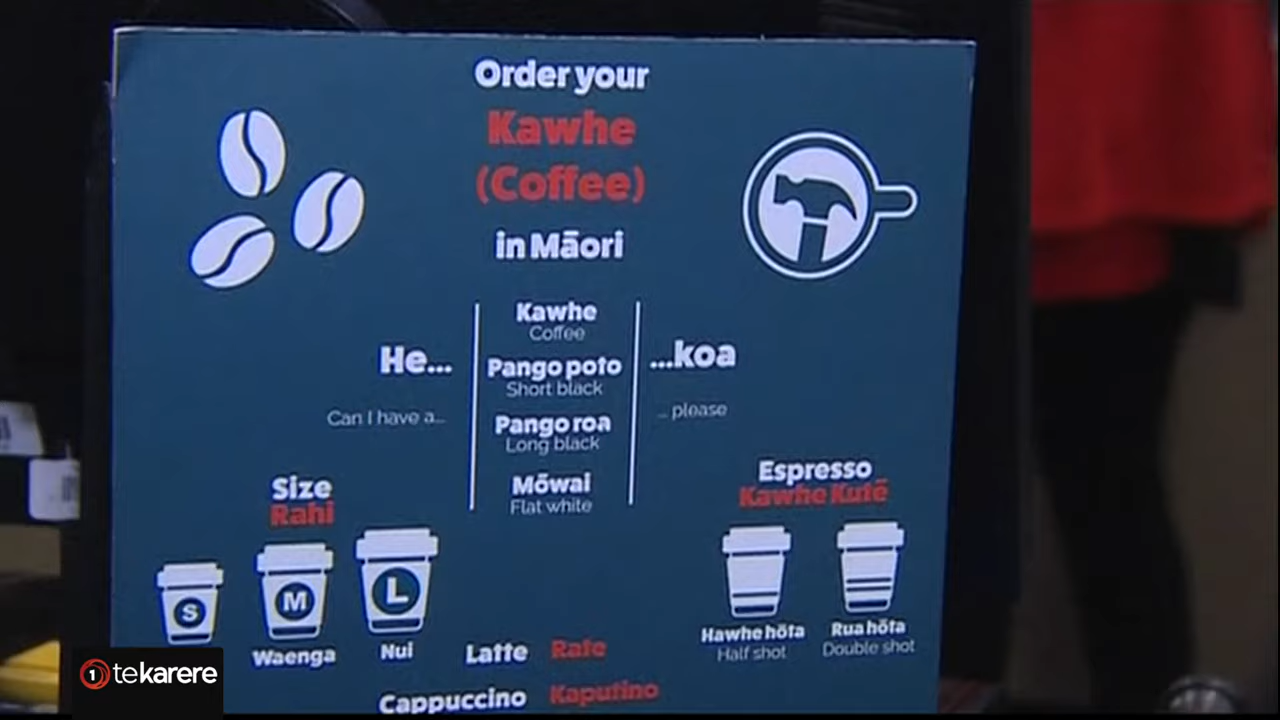 Order your
Kawhe
(Coffee)
in Māori
He...
Can I have a...
Kawhe
Coffee
Pango poto
Short black
Pango roa
Long black
Mōwai
Flat white
...koa
... please
Size
Rahi
S
M
L
Waenga
Nui
Espresso
Kawhe Kutē
Hawhe hōta
Half shot
Rua hōta
Double shot
Latte Rate
Cappuccino Kaputino
1 tekarere